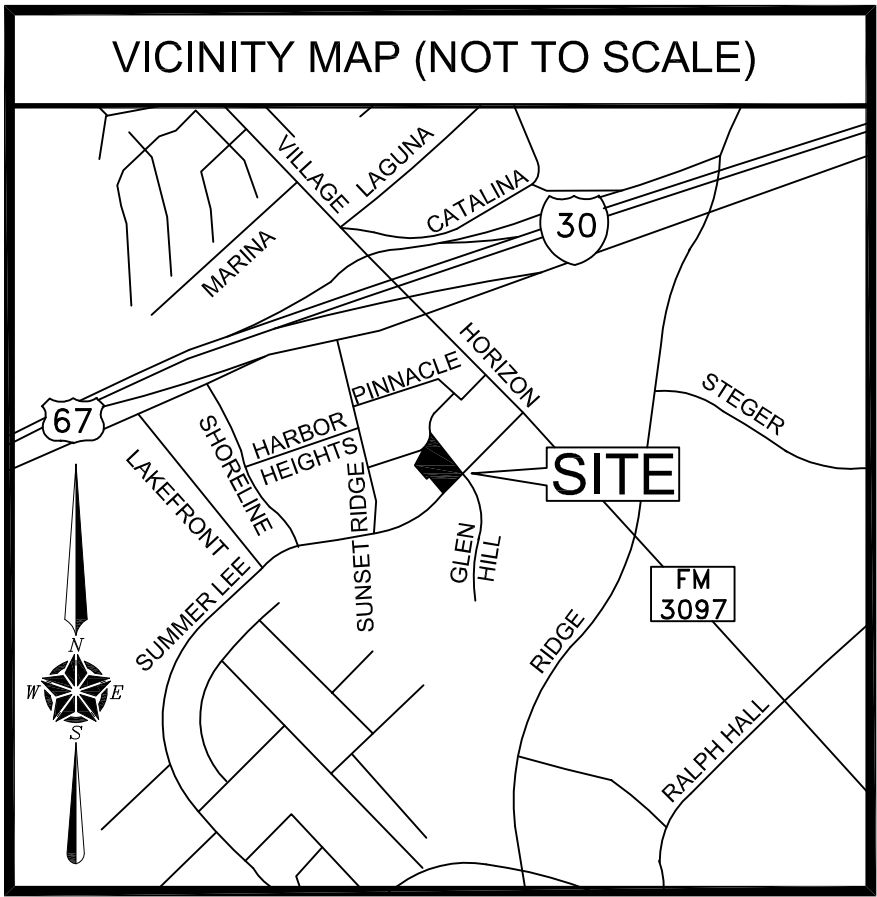 VICINITY MAP (NOT TO SCALE)
VILLAGE
LAGUNA
CATALINA
MARINA
30
HORIZON
PINNACLE
67
STEGER
SHORELINE
HARBOR
HEIGHTS
LAKEFRONT
SUNSET RIDGE
SITE
GLEN
HILL
SUMMER LEE
FM
3097
RIDGE
N
W
E
S
RALPH HALL